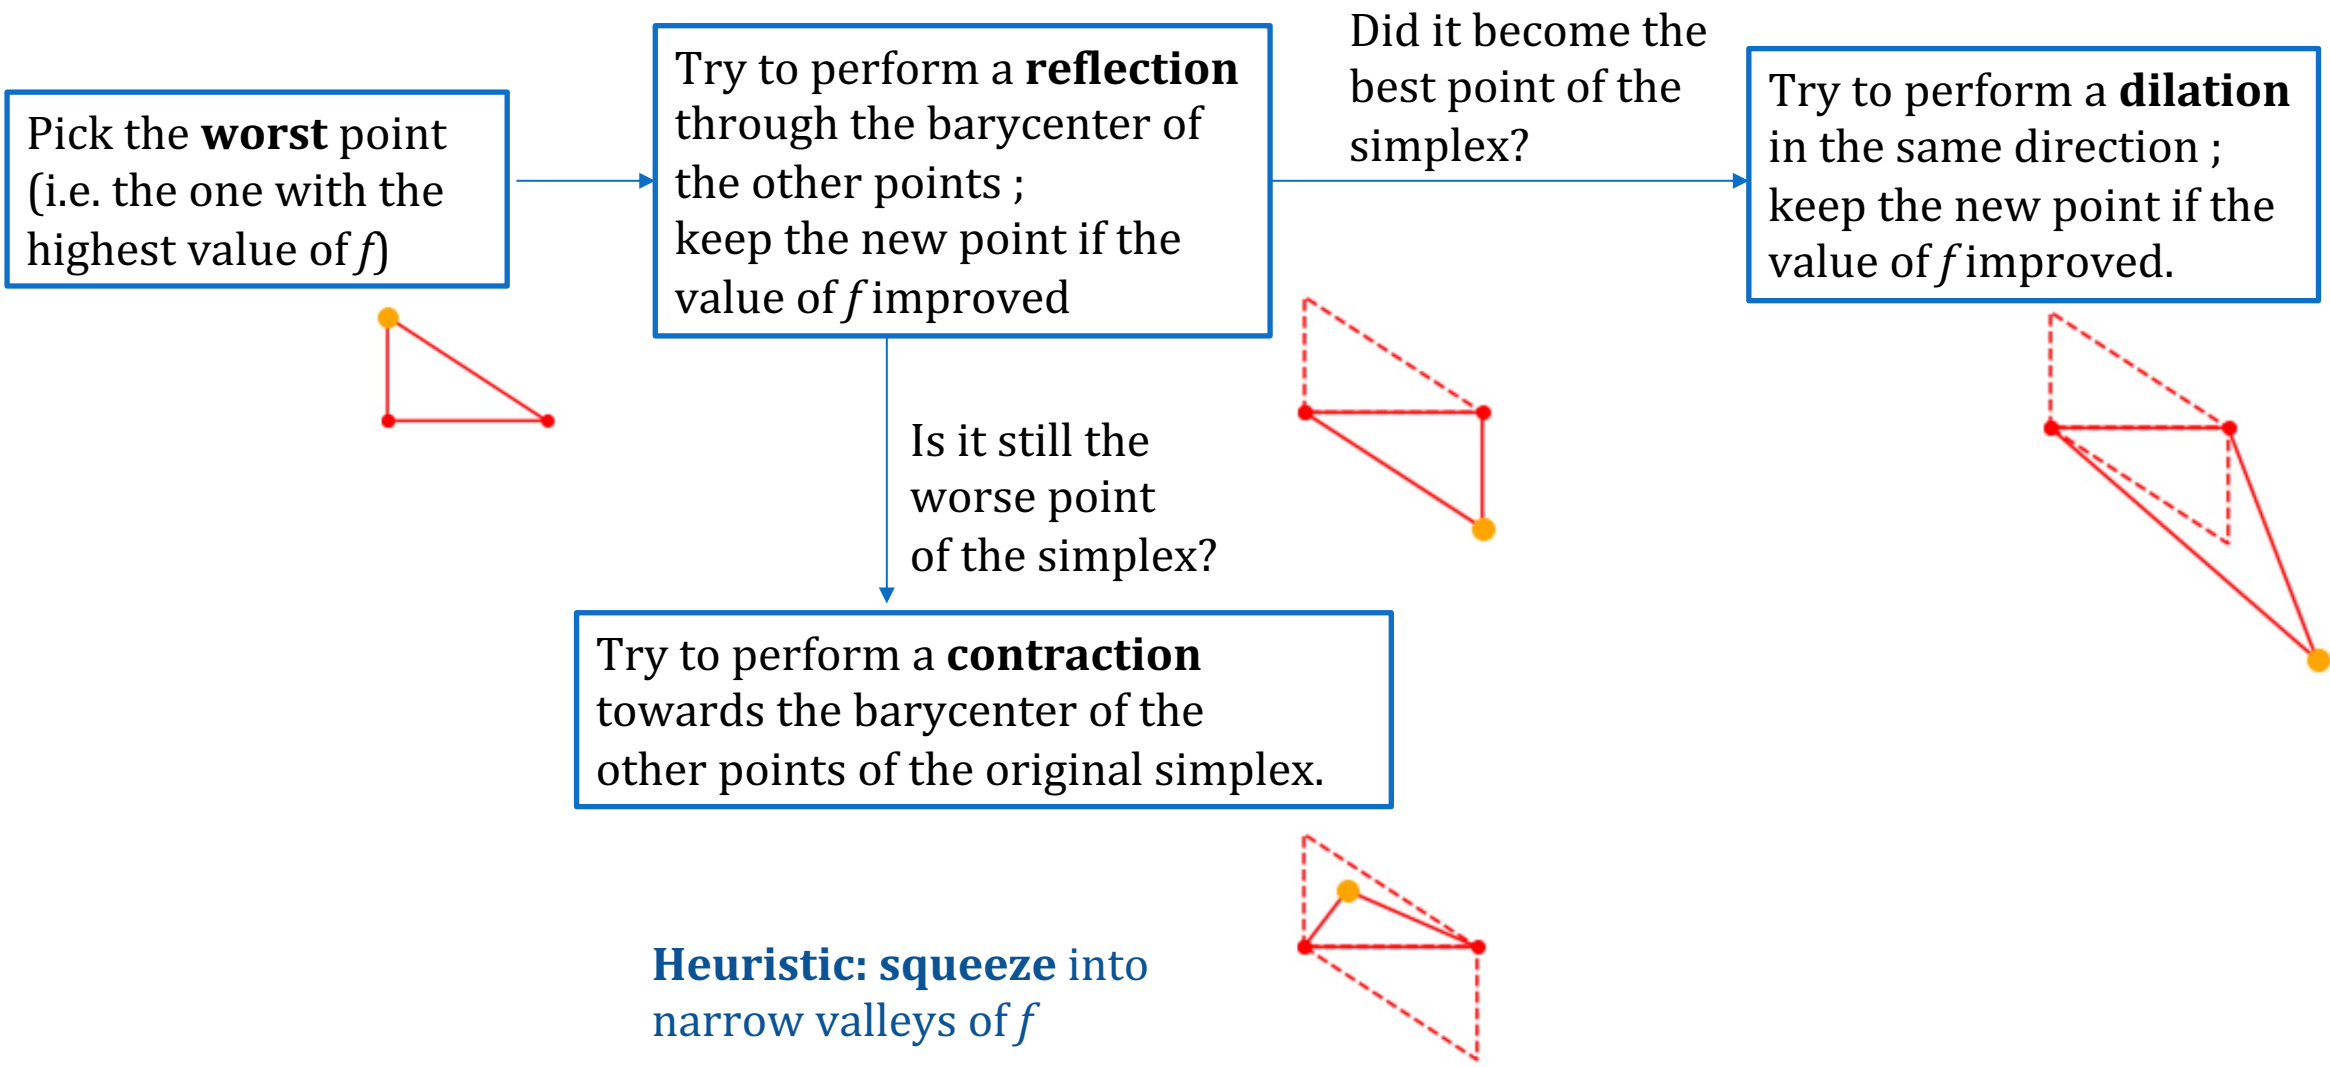 Pick the worst point
(i.e. the one with the
highest value of f)
Try to perform a reflection
through the barycenter of
the other points ;
keep the new point if the
value of f improved
Did it become the
best point of the
simplex?
Try to perform a dilation
in the same direction ;
keep the new point if the
value of f improved.
Is it still the
worse point
of the simplex?
Try to perform a contraction
towards the barycenter of the
other points of the original simplex.
Heuristic: squeeze into
narrow valleys of f